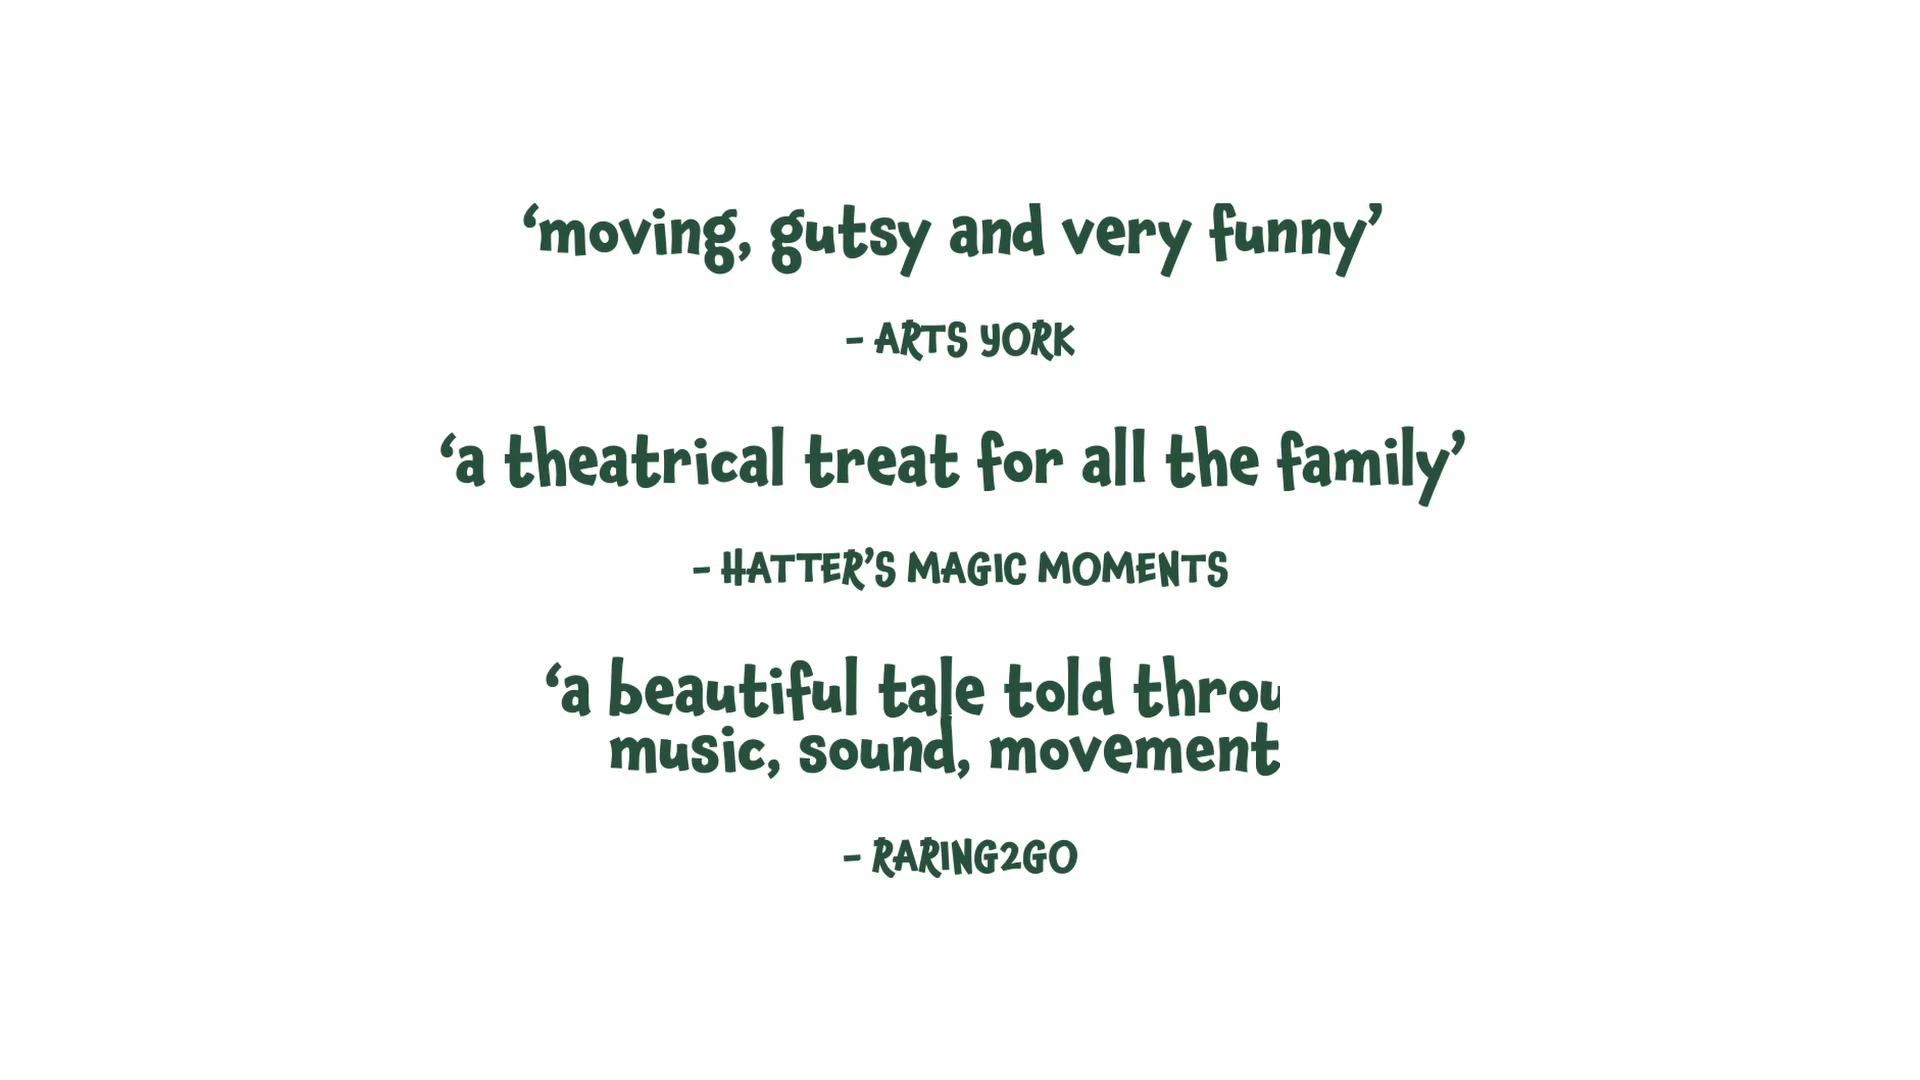 ‘moving, gutsy and very funny’
– ARTS YORK
‘a theatrical treat for all the family’
– HATTER’S MAGIC MOMENTS
‘a beautiful tale told throu
music, sound, movement
– RARING2GO